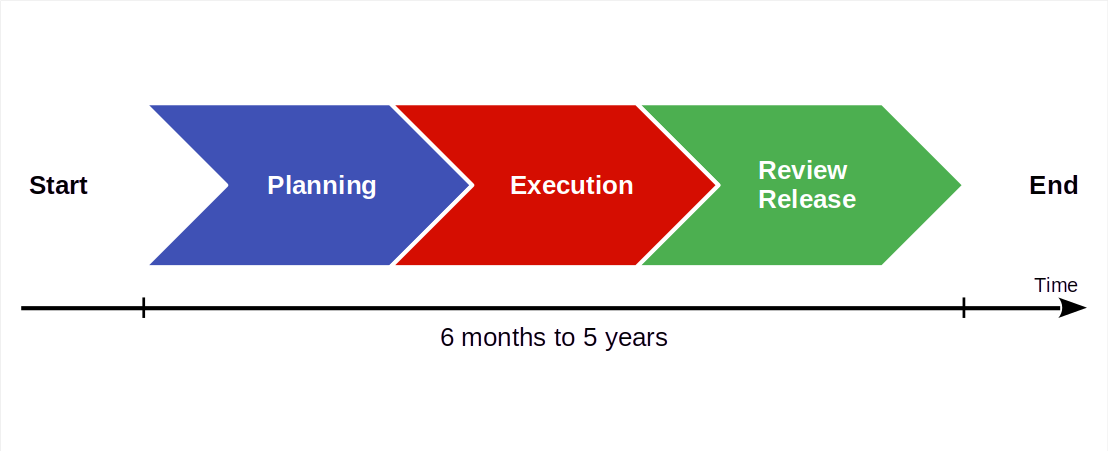 Start
Planning
Execution
Review
Release
End
Time
6 months to 5 years